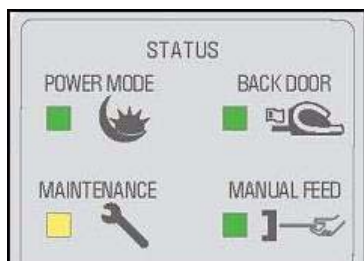 STATUS
POWER MODE
BACK DOOR
MAINTENANCE
MANUAL FEED